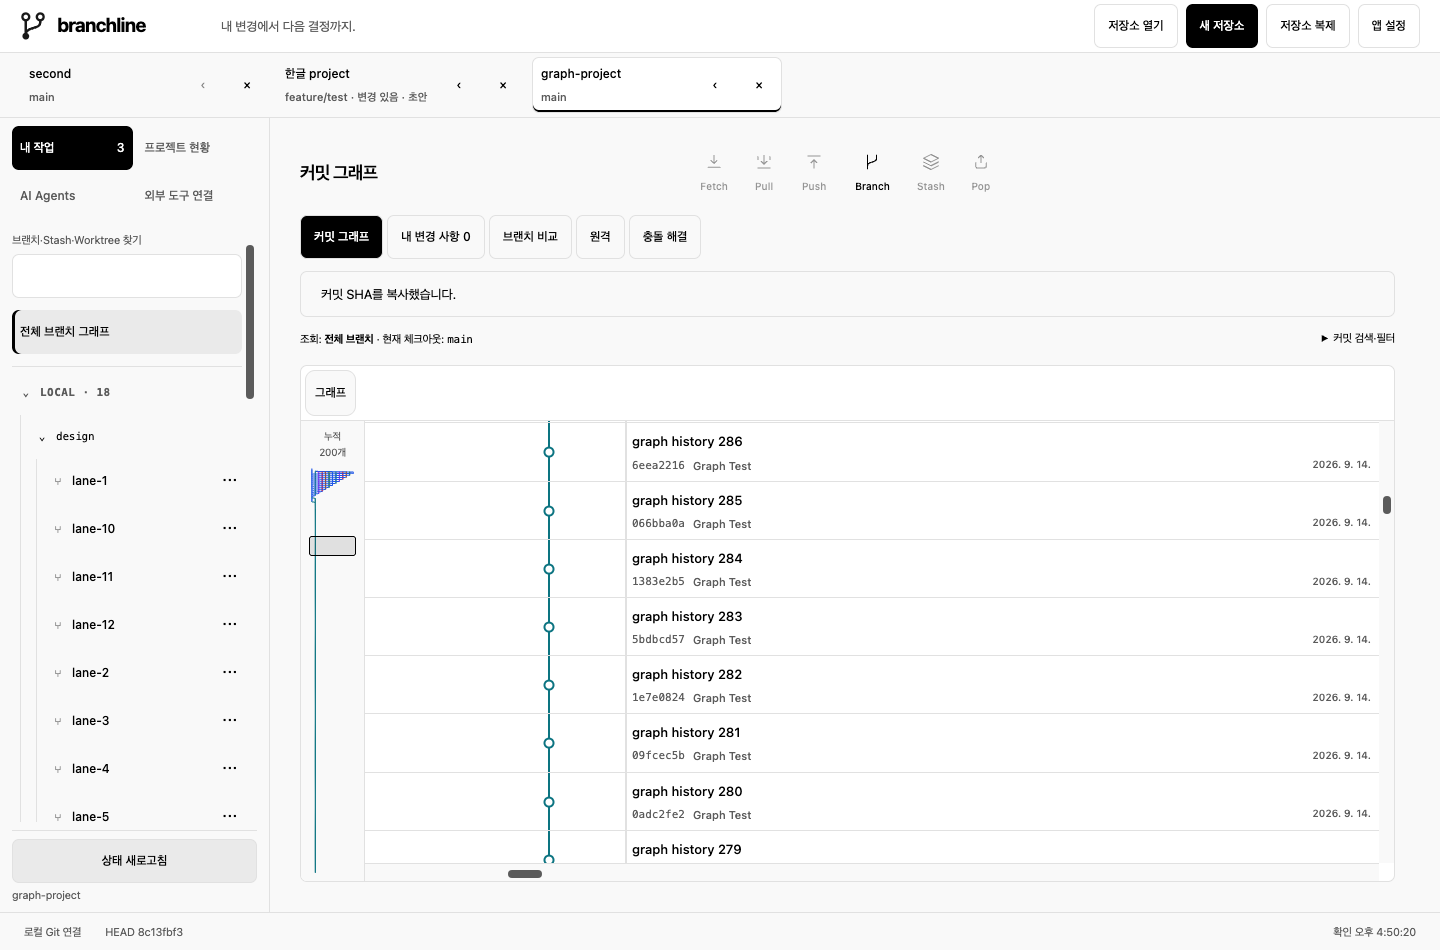 branchline
내 변경에서 다음 결정까지.
저장소 열기
새 저장소
저장소 복제
앱 설정
second
main
한글 project
feature/test · 변경 있음 · 초안
graph-project
main
내 작업 3
프로젝트 현황
AI Agents
외부 도구 연결
브랜치·Stash·Worktree 찾기
전체 브랜치 그래프
LOCAL · 18
design
lane-1
lane-10
lane-11
lane-12
lane-2
lane-3
lane-4
lane-5
상태 새로고침
graph-project
커밋 그래프
Fetch
Pull
Push
Branch
Stash
Pop
커밋 그래프
내 변경 사항 0
브랜치 비교
원격
충돌 해결
커밋 SHA를 복사했습니다.
조회: 전체 브랜치 · 현재 체크아웃: main
커밋 검색·필터
그래프
누적
200개
graph history 286
6eea2216 Graph Test 2026. 9. 14.
graph history 285
066bba0a Graph Test 2026. 9. 14.
graph history 284
1383e2b5 Graph Test 2026. 9. 14.
graph history 283
5bdbcd57 Graph Test 2026. 9. 14.
graph history 282
1e7e0824 Graph Test 2026. 9. 14.
graph history 281
09fcec5b Graph Test 2026. 9. 14.
graph history 280
0adc2fe2 Graph Test 2026. 9. 14.
graph history 279
로컬 Git 연결
HEAD 8c13fbf3
확인 오후 4:50:20